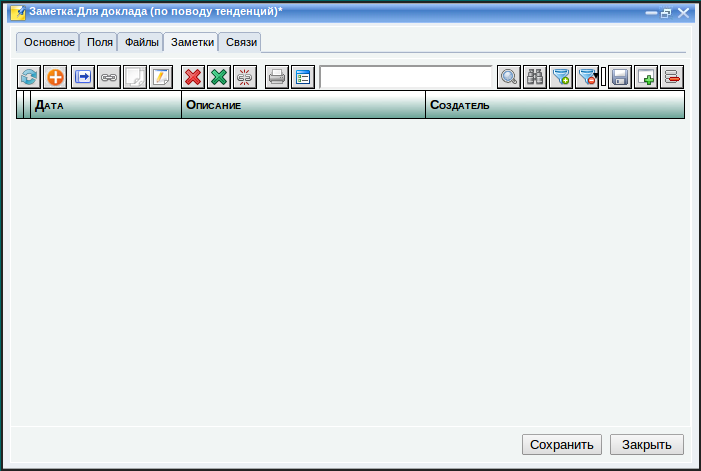 Заметка:Для доклада (по поводу тенденций)*
Основное Поля Файлы Заметки Связи
Дата Описание Создатель
Сохранить Закрыть